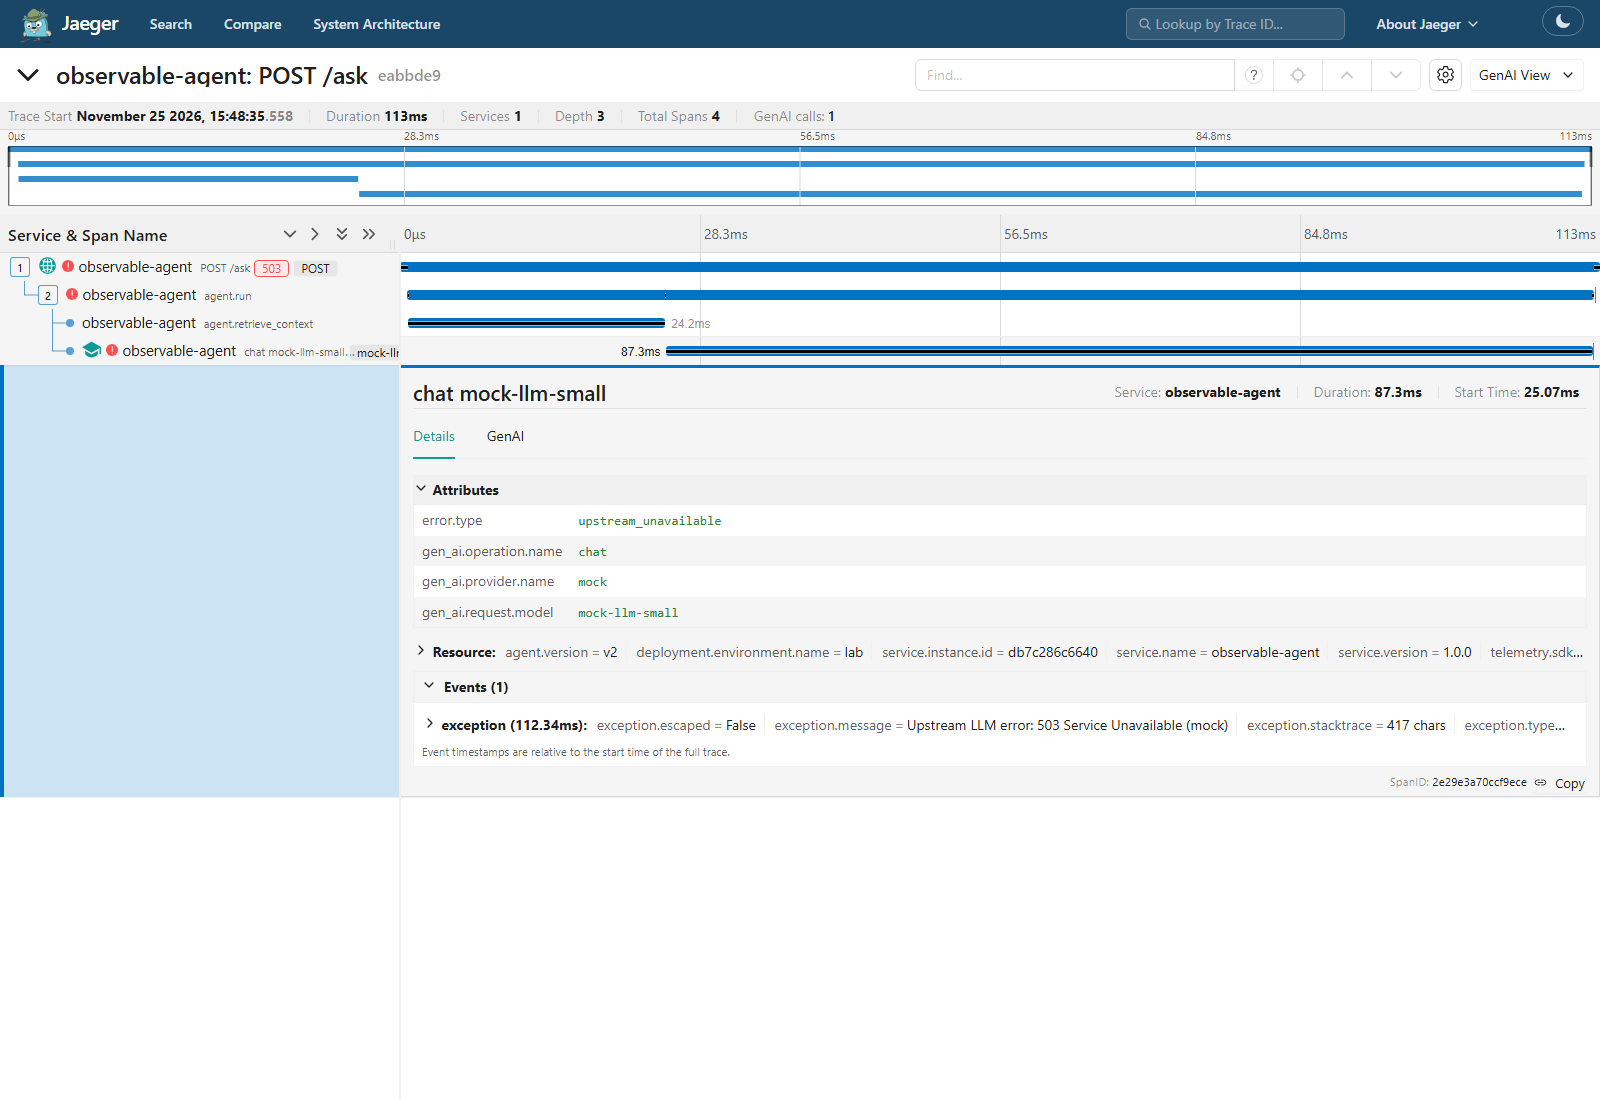 Jaeger Search Compare System Architecture Lookup by Trace ID... About Jaeger
observable-agent: POST /ask eabbde9 Find... ? GenAI View
Trace Start November 25 2026, 15:48:35.558 Duration 113ms Services 1 Depth 3 Total Spans 4 GenAI calls: 1
0μs 28.3ms 56.5ms 84.8ms 113ms
Service & Span Name 0μs 28.3ms 56.5ms 84.8ms 113ms
1 observable-agent POST /ask 503 POST
2 observable-agent agent.run
observable-agent agent.retrieve_context 24.2ms
observable-agent chat mock-llm-small... mock-llm 87.3ms
chat mock-llm-small Service: observable-agent Duration: 87.3ms Start Time: 25.07ms
Details GenAI
Attributes
error.type upstream_unavailable
gen_ai.operation.name chat
gen_ai.provider.name mock
gen_ai.request.model mock-llm-small
Resource: agent.version = v2 deployment.environment.name = lab service.instance.id = db7c286c6640 service.name = observable-agent service.version = 1.0.0 telemetry.sdk...
Events (1)
exception (112.34ms): exception.escaped = False exception.message = Upstream LLM error: 503 Service Unavailable (mock) exception.stacktrace = 417 chars exception.type...
Event timestamps are relative to the start time of the full trace.
SpanID: 2e29e3a70ccf9ece Copy